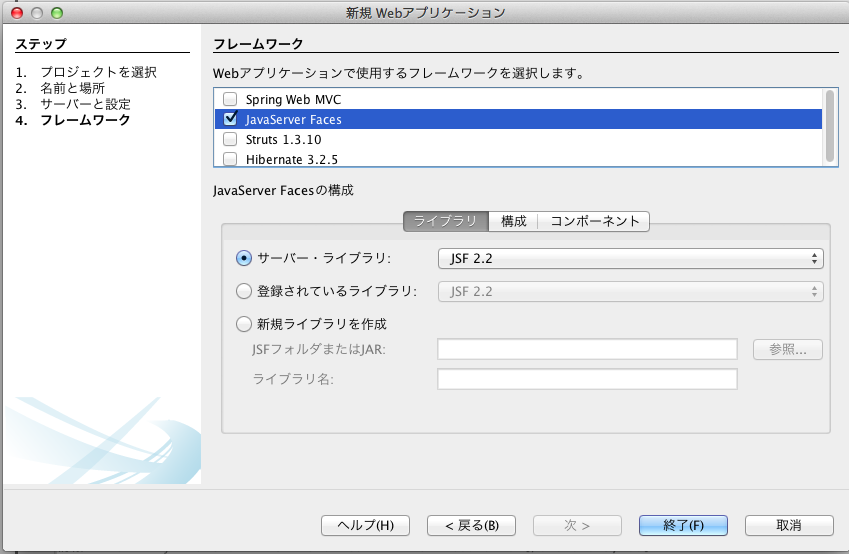 新規 Webアプリケーション
ステップ
1. プロジェクトを選択
2. 名前と場所
3. サーバーと設定
4. フレームワーク
フレームワーク
Webアプリケーションで使用するフレームワークを選択します。
Spring Web MVC
JavaServer Faces
Struts 1.3.10
Hibernate 3.2.5
JavaServer Facesの構成
ライブラリ 構成 コンポーネント
サーバー・ライブラリ: JSF 2.2
登録されているライブラリ: JSF 2.2
新規ライブラリを作成
JSFフォルダまたはJAR: 参照...
ライブラリ名:
ヘルプ(H) < 戻る(B) 次 > 終了(F) 取消